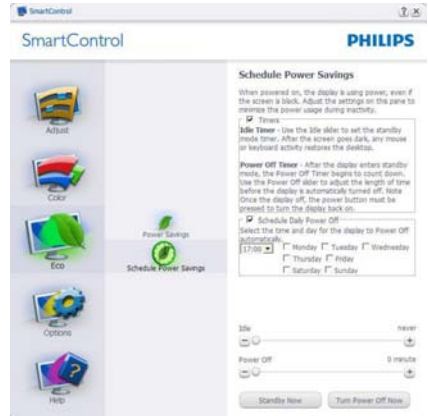 SmartControl
SmartControl
PHILIPS
Adjust
Color
Eco
Options
Help
Power Savings
Schedule Power Savings
Schedule Power Savings
When powered on, the display is using power, even if
the screen is black. Adjust the settings on this pane to
minimize the power usage during inactivity.
Timers
Idle Timer - Use the Idle slider to set the standby
mode timer. After the screen goes dark, any mouse
or keyboard activity restores the desktop.
Power Off Timer - After the display enters standby
mode, the Power Off Timer begins to count down.
Use the Power Off slider to adjust the length of time
before the display is automatically turned off. Note
Once the display off, the power button must be
pressed to turn the display back on.
Schedule Daily Power Off
Select the time and day for the display to Power Off
automatically.
17:00 Monday Tuesday Wednesday
Thursday Friday
Saturday Sunday
Idle never
Power Off 0 minute
Standby Now Turn Power Off Now